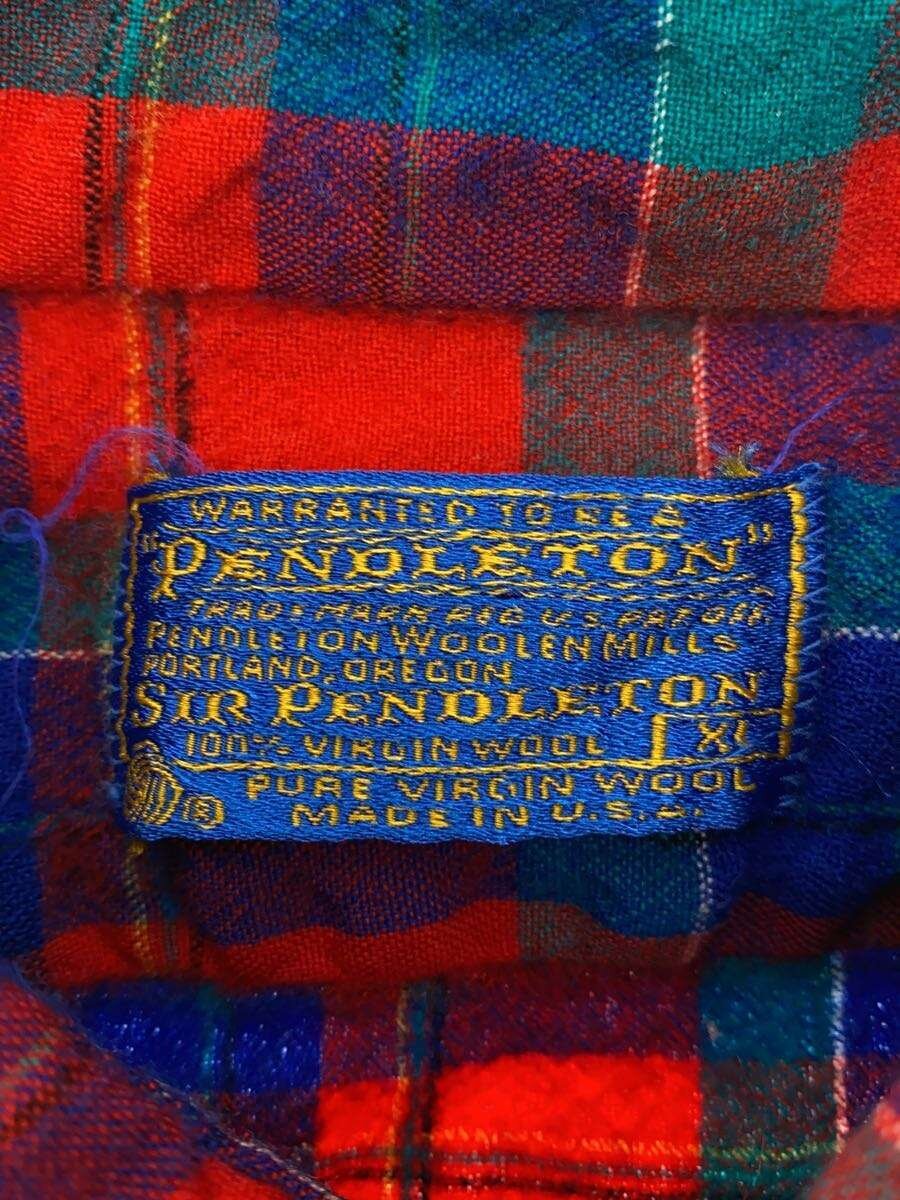 WARRANTED TO BE A
"PENDLETON"
TRADE MARK REG U.S. PAT OFF.
PENDLETON WOOLEN MILLS
PORTLAND, OREGON
SIR PENDLETON
100% VIRGIN WOOL XL
® PURE VIRGIN WOOL
MADE IN U.S.A.